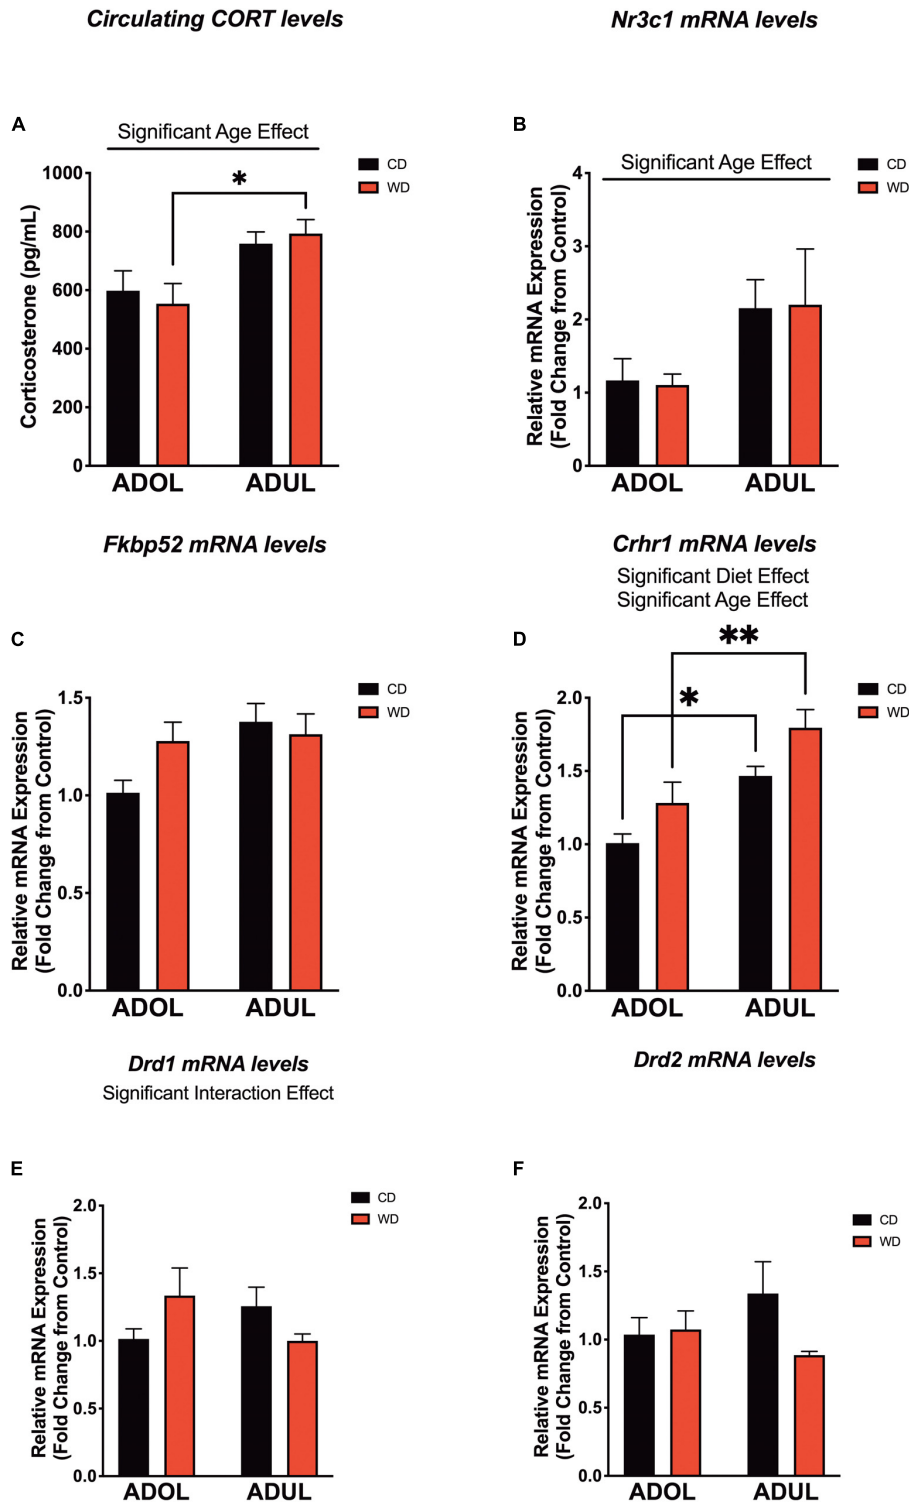 Circulating CORT levels
Nr3c1 mRNA levels
A
Significant Age Effect
CD
WD
*
Corticosterone (pg/mL)
1000
800
600
400
200
0
ADOL
ADUL
B
Significant Age Effect
CD
WD
Relative mRNA Expression
(Fold Change from Control)
4
3
2
1
0
ADOL
ADUL
Fkbp52 mRNA levels
Crhr1 mRNA levels
Significant Diet Effect
Significant Age Effect
C
CD
WD
Relative mRNA Expression
(Fold Change from Control)
1.5
1.0
0.5
0.0
ADOL
ADUL
D
**
*
CD
WD
Relative mRNA Expression
(Fold Change from Control)
2.0
1.5
1.0
0.5
0.0
ADOL
ADUL
Drd1 mRNA levels
Significant Interaction Effect
Drd2 mRNA levels
E
CD
WD
Relative mRNA Expression
(Fold Change from Control)
2.0
1.5
1.0
0.5
0.0
ADOL
ADUL
F
CD
WD
Relative mRNA Expression
(Fold Change from Control)
2.0
1.5
1.0
0.5
0.0
ADOL
ADUL